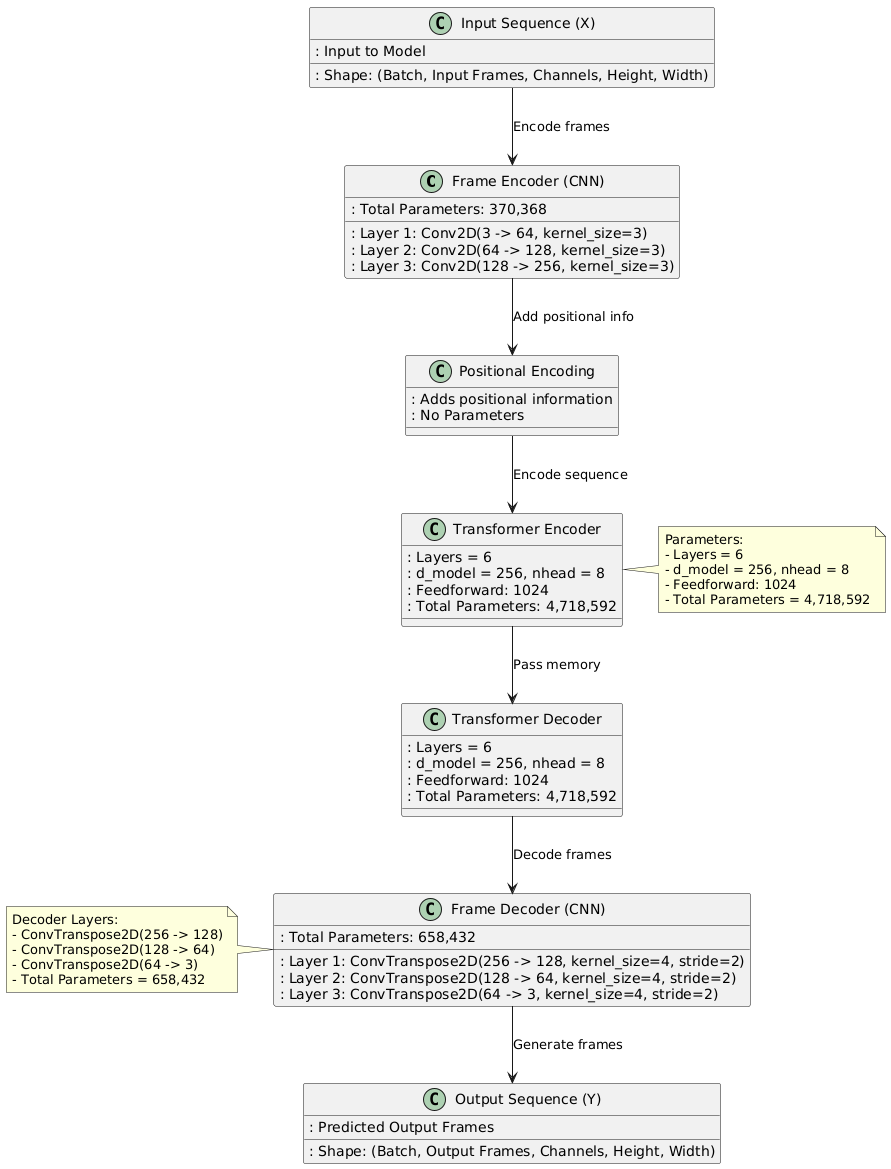 C Input Sequence (X)
: Input to Model
: Shape: (Batch, Input Frames, Channels, Height, Width)
Encode frames
C Frame Encoder (CNN)
: Total Parameters: 370,368
: Layer 1: Conv2D(3 -> 64, kernel_size=3)
: Layer 2: Conv2D(64 -> 128, kernel_size=3)
: Layer 3: Conv2D(128 -> 256, kernel_size=3)
Add positional info
C Positional Encoding
: Adds positional information
: No Parameters
Encode sequence
C Transformer Encoder
: Layers = 6
: d_model = 256, nhead = 8
: Feedforward: 1024
: Total Parameters: 4,718,592
Parameters:
- Layers = 6
- d_model = 256, nhead = 8
- Feedforward: 1024
- Total Parameters = 4,718,592
Pass memory
C Transformer Decoder
: Layers = 6
: d_model = 256, nhead = 8
: Feedforward: 1024
: Total Parameters: 4,718,592
Decode frames
Decoder Layers:
- ConvTranspose2D(256 -> 128)
- ConvTranspose2D(128 -> 64)
- ConvTranspose2D(64 -> 3)
- Total Parameters = 658,432
C Frame Decoder (CNN)
: Total Parameters: 658,432
: Layer 1: ConvTranspose2D(256 -> 128, kernel_size=4, stride=2)
: Layer 2: ConvTranspose2D(128 -> 64, kernel_size=4, stride=2)
: Layer 3: ConvTranspose2D(64 -> 3, kernel_size=4, stride=2)
Generate frames
C Output Sequence (Y)
: Predicted Output Frames
: Shape: (Batch, Output Frames, Channels, Height, Width)